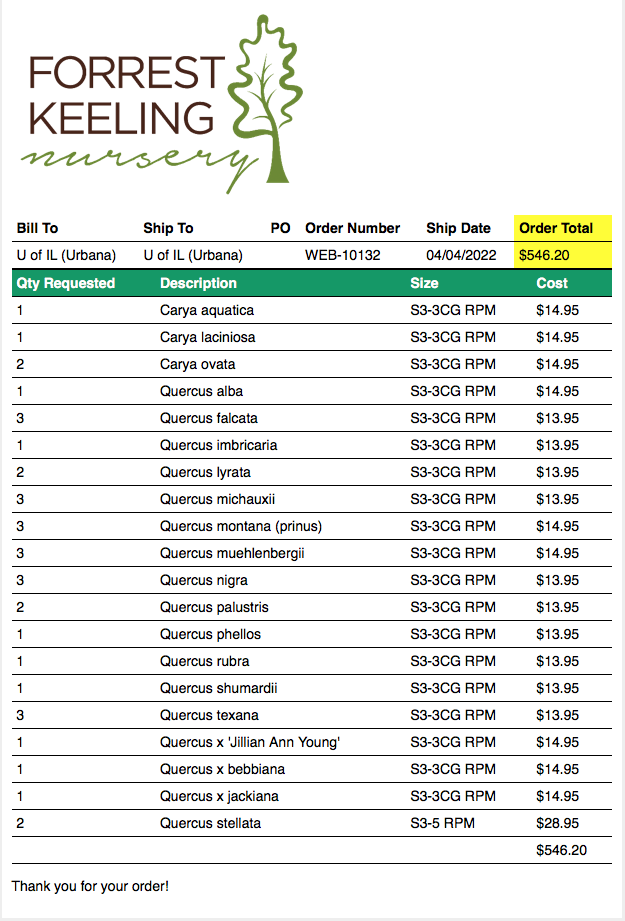 FORREST
KEELING
nursery
Bill To Ship To PO Order Number Ship Date Order Total
U of IL (Urbana) U of IL (Urbana) WEB-10132 04/04/2022 $546.20
Qty Requested Description Size Cost
1 Carya aquatica S3-3CG RPM $14.95
1 Carya laciniosa S3-3CG RPM $14.95
2 Carya ovata S3-3CG RPM $14.95
1 Quercus alba S3-3CG RPM $14.95
3 Quercus falcata S3-3CG RPM $13.95
1 Quercus imbricaria S3-3CG RPM $13.95
2 Quercus lyrata S3-3CG RPM $13.95
3 Quercus michauxii S3-3CG RPM $13.95
3 Quercus montana (prinus) S3-3CG RPM $14.95
3 Quercus muehlenbergii S3-3CG RPM $14.95
3 Quercus nigra S3-3CG RPM $13.95
2 Quercus palustris S3-3CG RPM $13.95
1 Quercus phellos S3-3CG RPM $13.95
1 Quercus rubra S3-3CG RPM $13.95
1 Quercus shumardii S3-3CG RPM $13.95
3 Quercus texana S3-3CG RPM $13.95
1 Quercus x 'Jillian Ann Young' S3-3CG RPM $14.95
1 Quercus x bebbiana S3-3CG RPM $14.95
1 Quercus x jackiana S3-3CG RPM $14.95
2 Quercus stellata S3-5 RPM $28.95
$546.20
Thank you for your order!